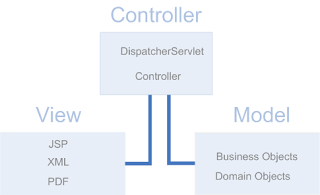 Controller
DispatcherServlet
Controller
View
JSP
XML
PDF
Model
Business Objects
Domain Objects